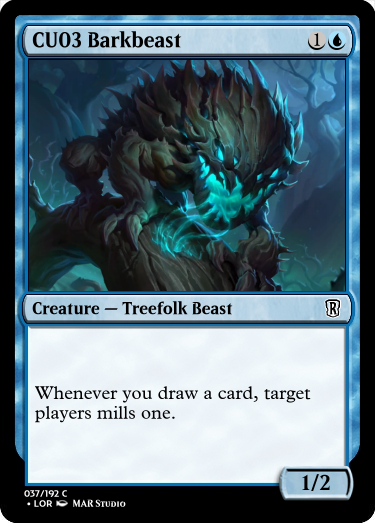 CU03 Barkbeast 1
Creature — Treefolk Beast R
Whenever you draw a card, target
players mills one.
1/2
037/192 C
• LOR MAR Studio